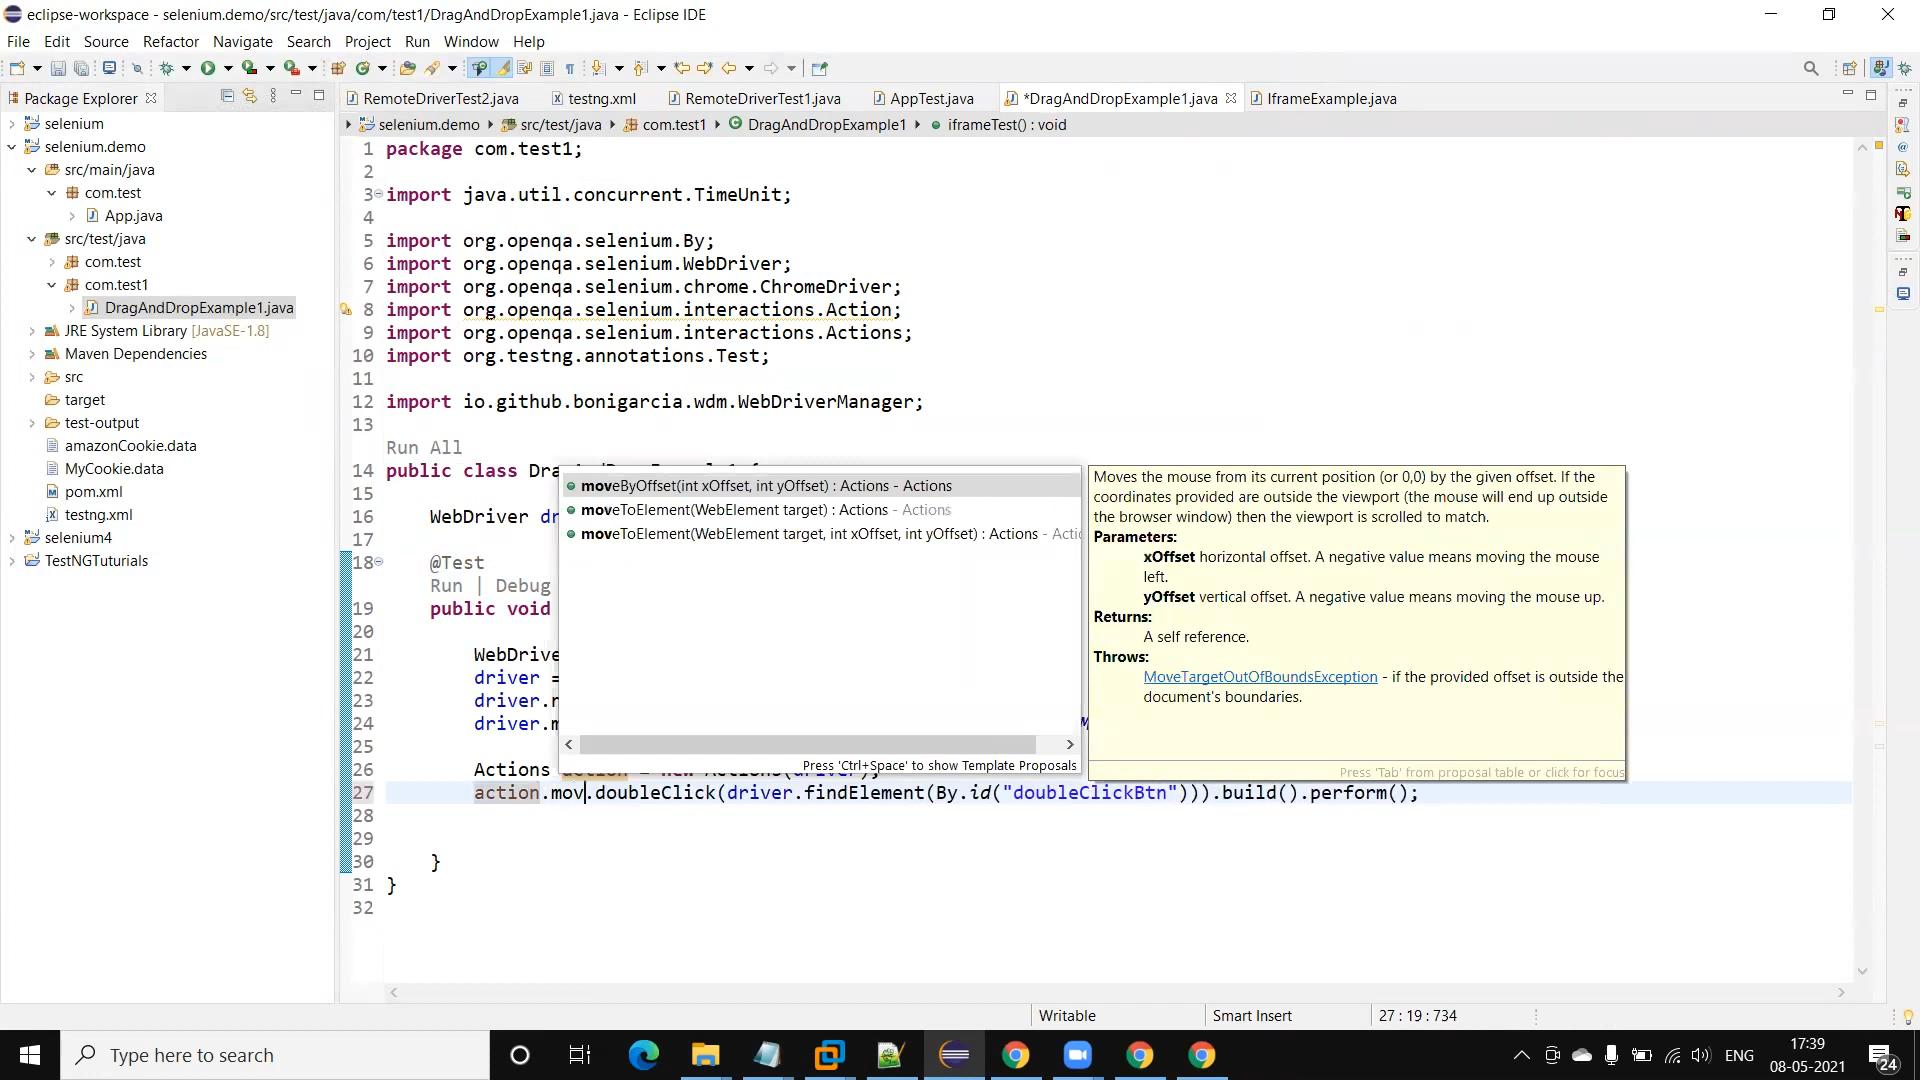 eclipse-workspace - selenium.demo/src/test/java/com/test1/DragAndDropExample1.java - Eclipse IDE
File Edit Source Refactor Navigate Search Project Run Window Help
Package Explorer
selenium
selenium.demo
src/main/java
com.test
App.java
src/test/java
com.test
com.test1
DragAndDropExample1.java
JRE System Library [JavaSE-1.8]
Maven Dependencies
src
target
test-output
amazonCookie.data
MyCookie.data
pom.xml
testng.xml
selenium4
TestNGTuturials
RemoteDriverTest2.java testng.xml RemoteDriverTest1.java AppTest.java *DragAndDropExample1.java IframeExample.java
selenium.demo src/test/java com.test1 DragAndDropExample1 iframeTest() : void
1 package com.test1;
2
3 import java.util.concurrent.TimeUnit;
4
5 import org.openqa.selenium.By;
6 import org.openqa.selenium.WebDriver;
7 import org.openqa.selenium.chrome.ChromeDriver;
8 import org.openqa.selenium.interactions.Action;
9 import org.openqa.selenium.interactions.Actions;
10 import org.testng.annotations.Test;
11
12 import io.github.bonigarcia.wdm.WebDriverManager;
13
Run All
14 public class
15
16 WebDriver
17
18 @Test
Run | Debug
19 public void
20
21 WebDrive
22 driver =
23 driver.
24 driver.
25
26 Actions action = new Actions(driver);
27 action.mov.doubleClick(driver.findElement(By.id("doubleClickBtn"))).build().perform();
28
29
30 }
31 }
32
moveByOffset(int xOffset, int yOffset) : Actions - Actions
moveToElement(WebElement target) : Actions - Actions
moveToElement(WebElement target, int xOffset, int yOffset) : Actions - Actic
Press 'Ctrl+Space' to show Template Proposals
Moves the mouse from its current position (or 0,0) by the given offset. If the
coordinates provided are outside the viewport (the mouse will end up outside
the browser window) then the viewport is scrolled to match.
Parameters:
xOffset horizontal offset. A negative value means moving the mouse
left.
yOffset vertical offset. A negative value means moving the mouse up.
Returns:
A self reference.
Throws:
MoveTargetOutOfBoundsException - if the provided offset is outside the
document's boundaries.
Press 'Tab' from proposal table or click for focus
Writable Smart Insert 27 : 19 : 734
Type here to search
ENG
17:39
08-05-2021
24